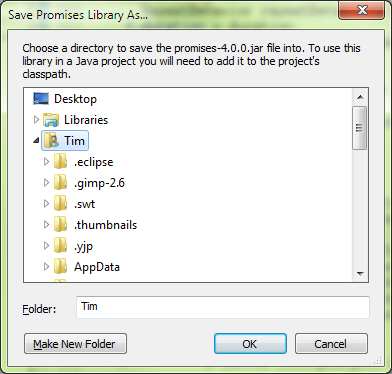 Save Promises Library As...
Choose a directory to save the promises-4.0.0.jar file into. To use this
library in a Java project you will need to add it to the project's
classpath.
Desktop
Libraries
Tim
.eclipse
.gimp-2.6
.swt
.thumbnails
.yjp
AppData
Folder: Tim
Make New Folder OK Cancel